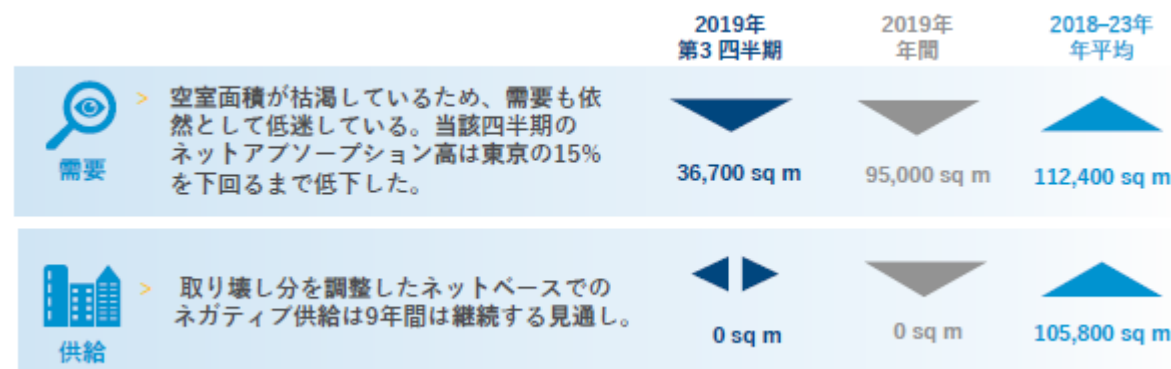 2019年
第3 四半期
2019年
年間
2018–23年
年平均
> 空室面積が枯渇しているため、需要も依
然として低迷している。当該四半期の
ネットアブソープション高は東京の15%
を下回るまで低下した。
需要
36,700 sq m
95,000 sq m
112,400 sq m
> 取り壊し分を調整したネットベースでの
ネガティブ供給は9年間は継続する見通し。
供給
0 sq m
0 sq m
105,800 sq m